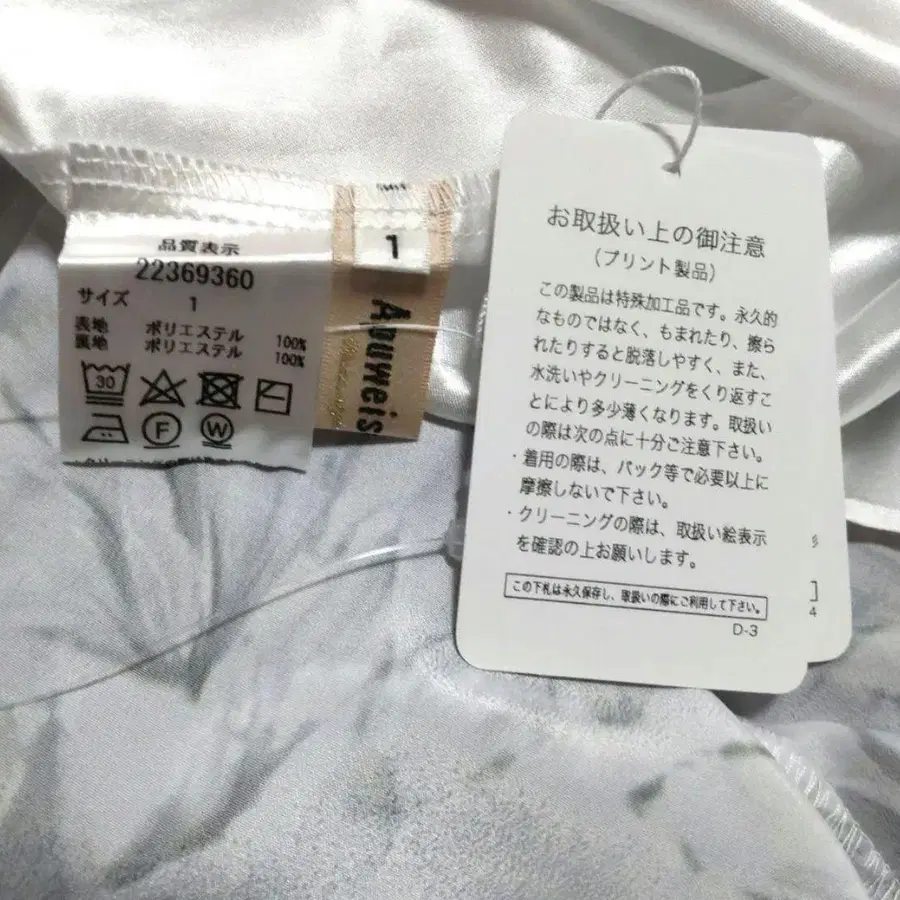 品質表示
22369360
サイズ 1
表地 ポリエステル 100%
裏地 ポリエステル 100%
30
F
W
1
Apuweis
お取扱い上の御注意
(プリント製品)
この製品は特殊加工品です。永久的
なものではなく、もまれたり、擦ら
れたりすると脱落しやすく、また、
水洗いやクリーニングをくり返すこ
とにより多少薄くなります。取扱い
の際は次の点に十分ご注意下さい。
・着用の際は、バック等で必要以上に
摩擦しないで下さい。
・クリーニングの際は、取扱い絵表示
を確認の上お願いします。
この下札は永久保存し、取扱いの際にご利用して下さい。
D-3
4